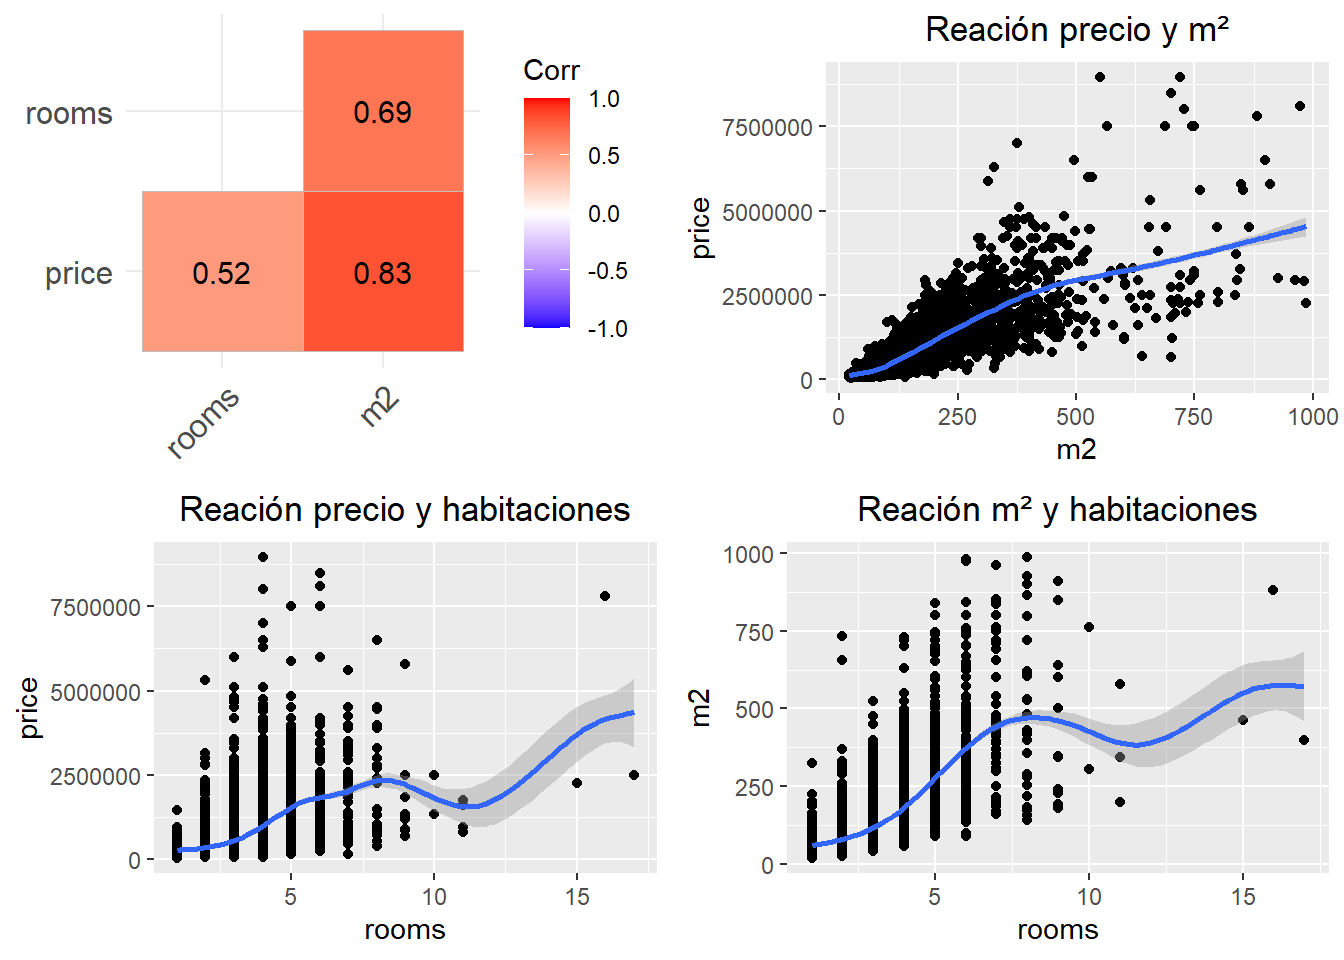 rooms
price
0.69
0.52
0.83
rooms
m2
Corr
1.0
0.5
0.0
-0.5
-1.0
Reación precio y m²
price
7500000
5000000
2500000
0
0
250
500
750
1000
m2
Reación precio y habitaciones
price
7500000
5000000
2500000
0
5
10
15
rooms
Reación m² y habitaciones
m2
1000
750
500
250
0
5
10
15
rooms